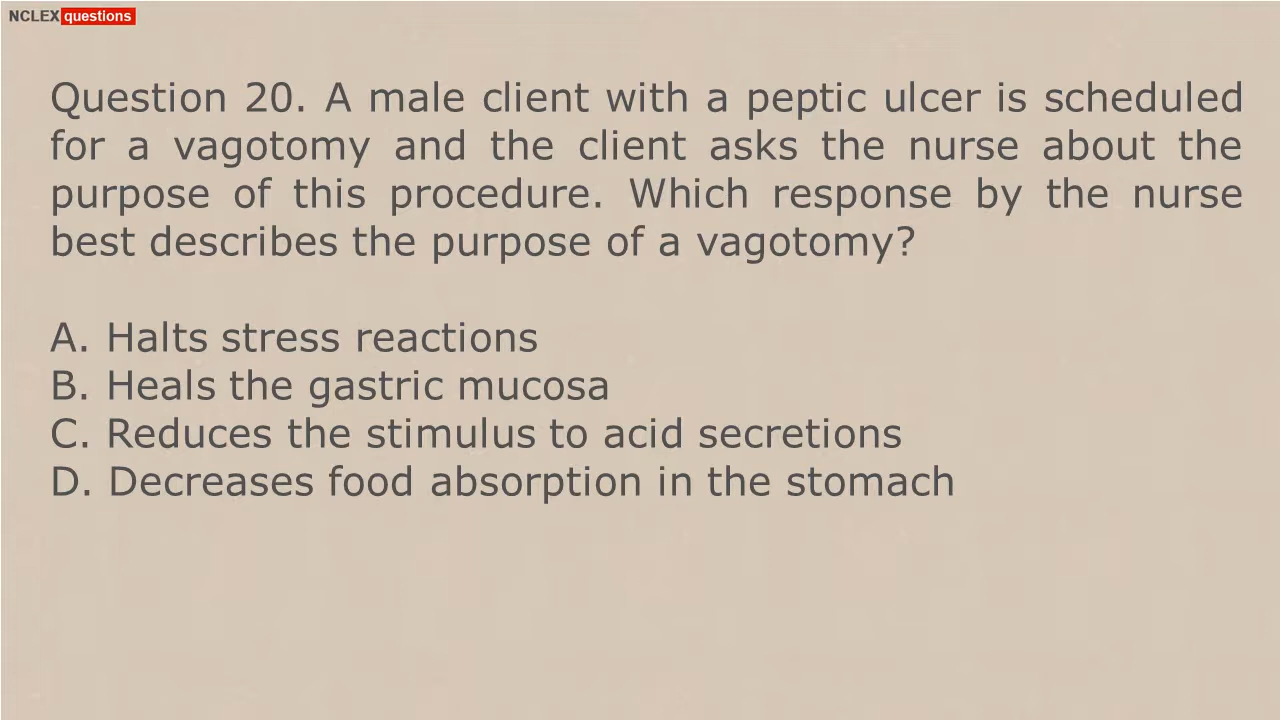 NCLEX questions
Question 20. A male client with a peptic ulcer is scheduled
for a vagotomy and the client asks the nurse about the
purpose of this procedure. Which response by the nurse
best describes the purpose of a vagotomy?
A. Halts stress reactions
B. Heals the gastric mucosa
C. Reduces the stimulus to acid secretions
D. Decreases food absorption in the stomach